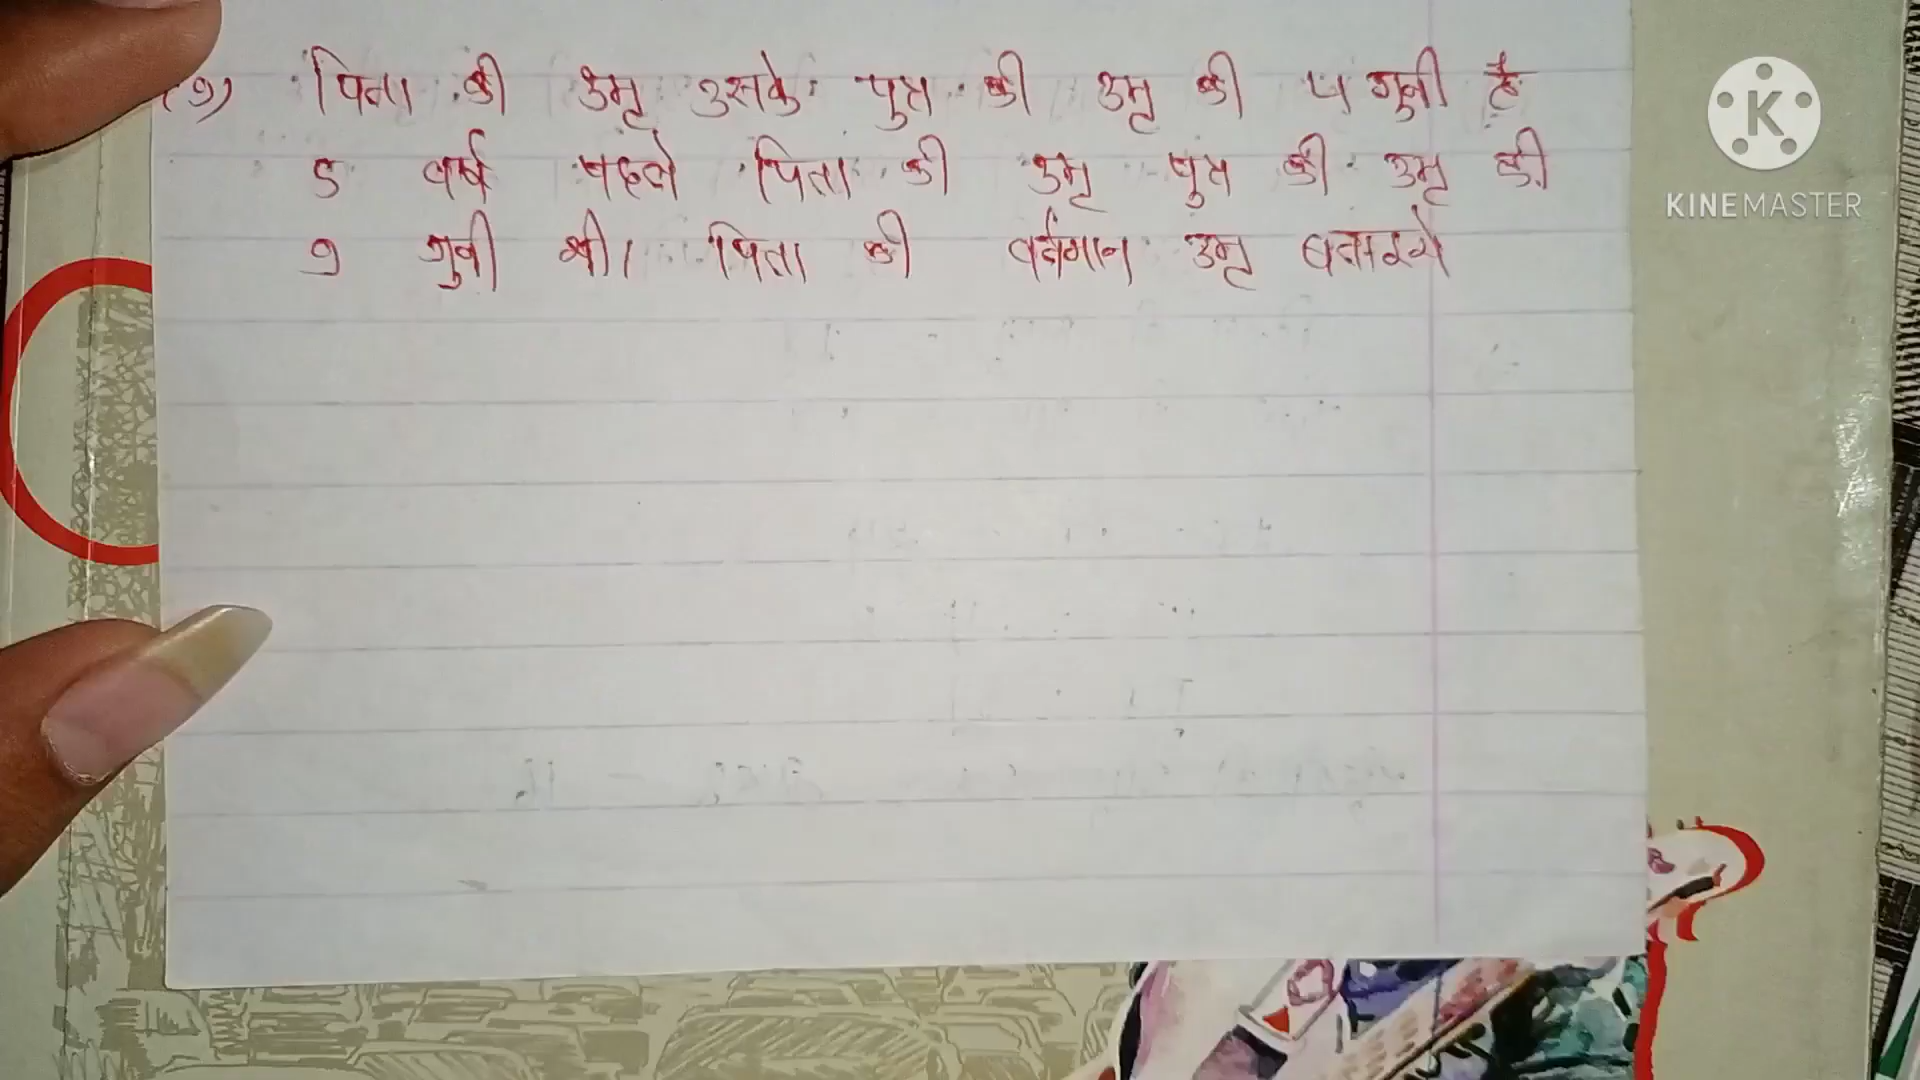 (9) पिता की उम्र उसके पुत्र की उम्र की 4 गुनी है
5 वर्ष पहले पिता की उम्र पुत्र की उम्र की
9 गुनी थी। पिता की वर्तमान उम्र बताइये
K
KINEMASTER